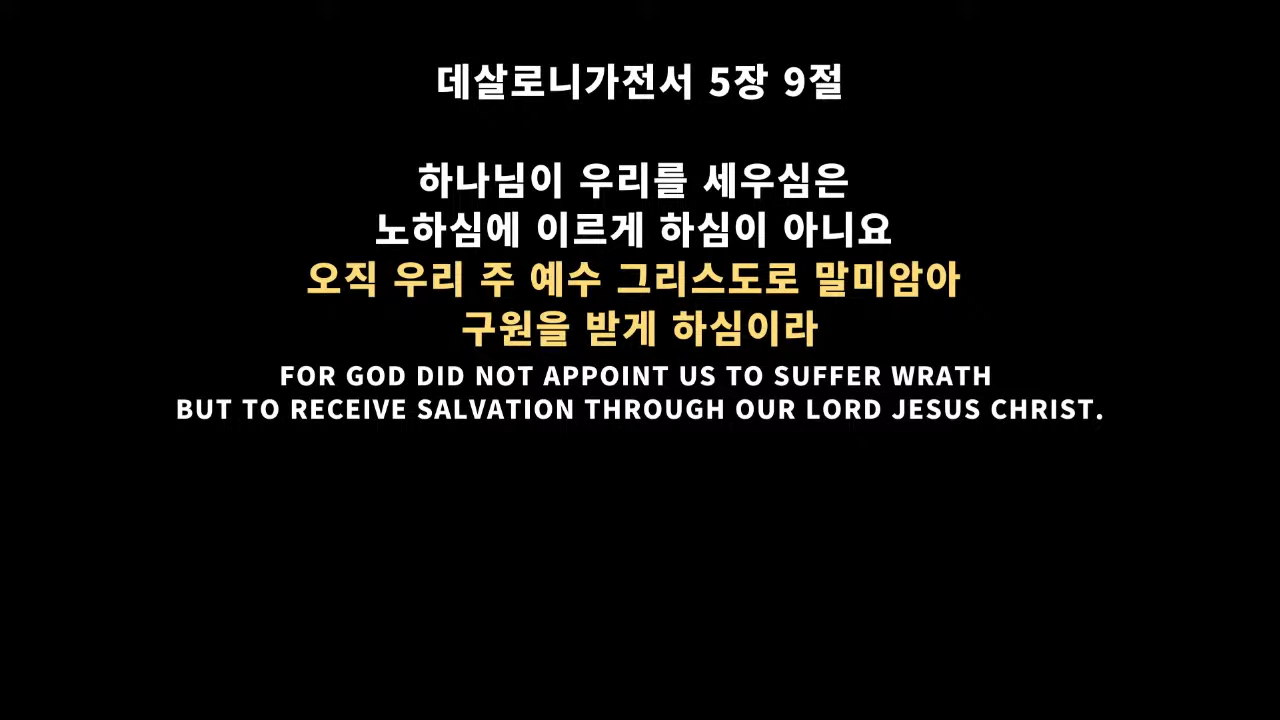 데살로니가전서 5장 9절
하나님이 우리를 세우심은
노하심에 이르게 하심이 아니요
오직 우리 주 예수 그리스도로 말미암아
구원을 받게 하심이라
FOR GOD DID NOT APPOINT US TO SUFFER WRATH
BUT TO RECEIVE SALVATION THROUGH OUR LORD JESUS CHRIST.